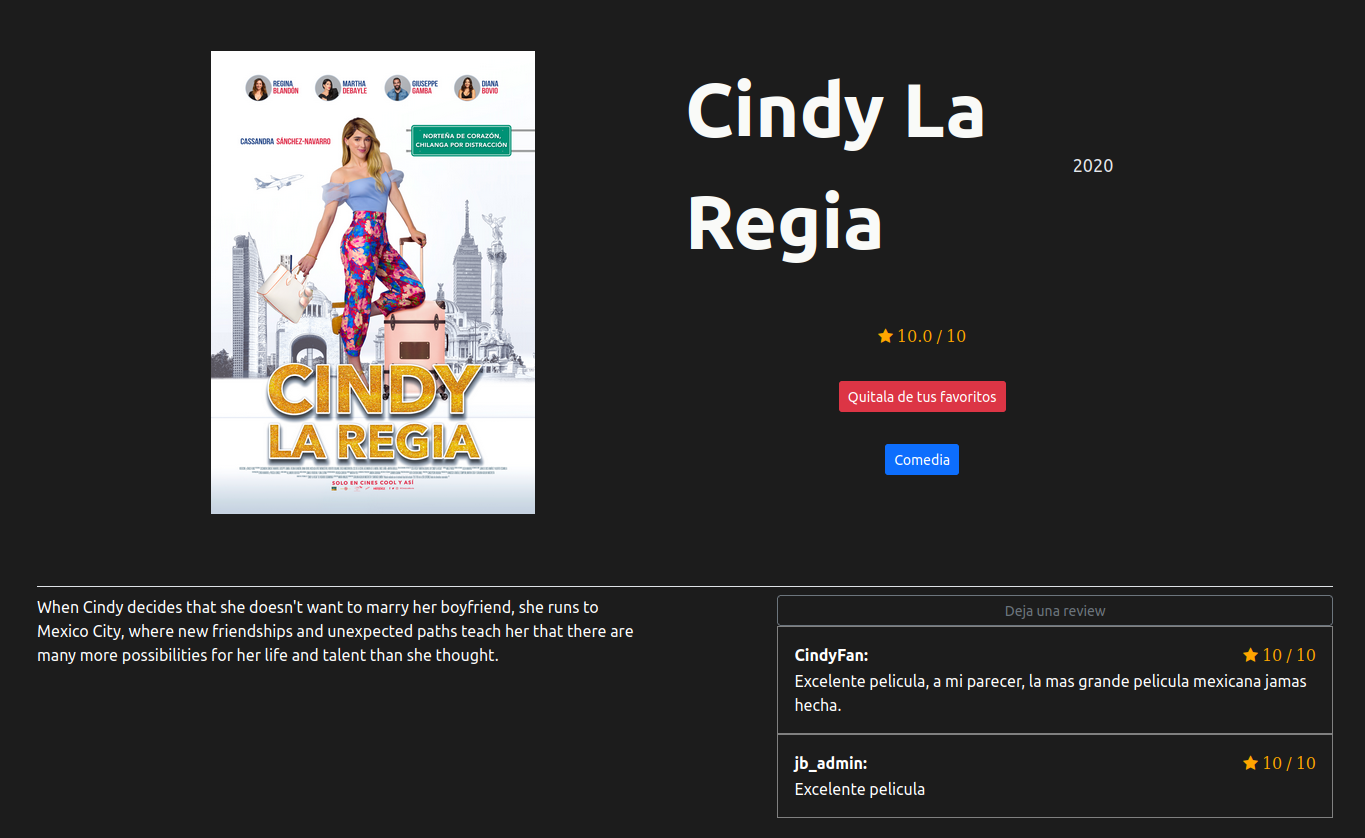 REGINA
BLANDÓN
MARTHA
DEBAYLE
GIUSEPPE
GAMBA
DIANA
BOVIO
CASSANDRA SÁNCHEZ-NAVARRO
NORTEÑA DE CORAZÓN,
CHILANGA POR DISTRACCIÓN
CINDY
LA REGIA
SOLO EN CINES COOL Y ASÍ
Cindy La
Regia
2020
10.0 / 10
Quitala de tus favoritos
Comedia
When Cindy decides that she doesn't want to marry her boyfriend, she runs to
Mexico City, where new friendships and unexpected paths teach her that there are
many more possibilities for her life and talent than she thought.
Deja una review
CindyFan: 10 / 10
Excelente pelicula, a mi parecer, la mas grande pelicula mexicana jamas
hecha.
jb_admin: 10 / 10
Excelente pelicula